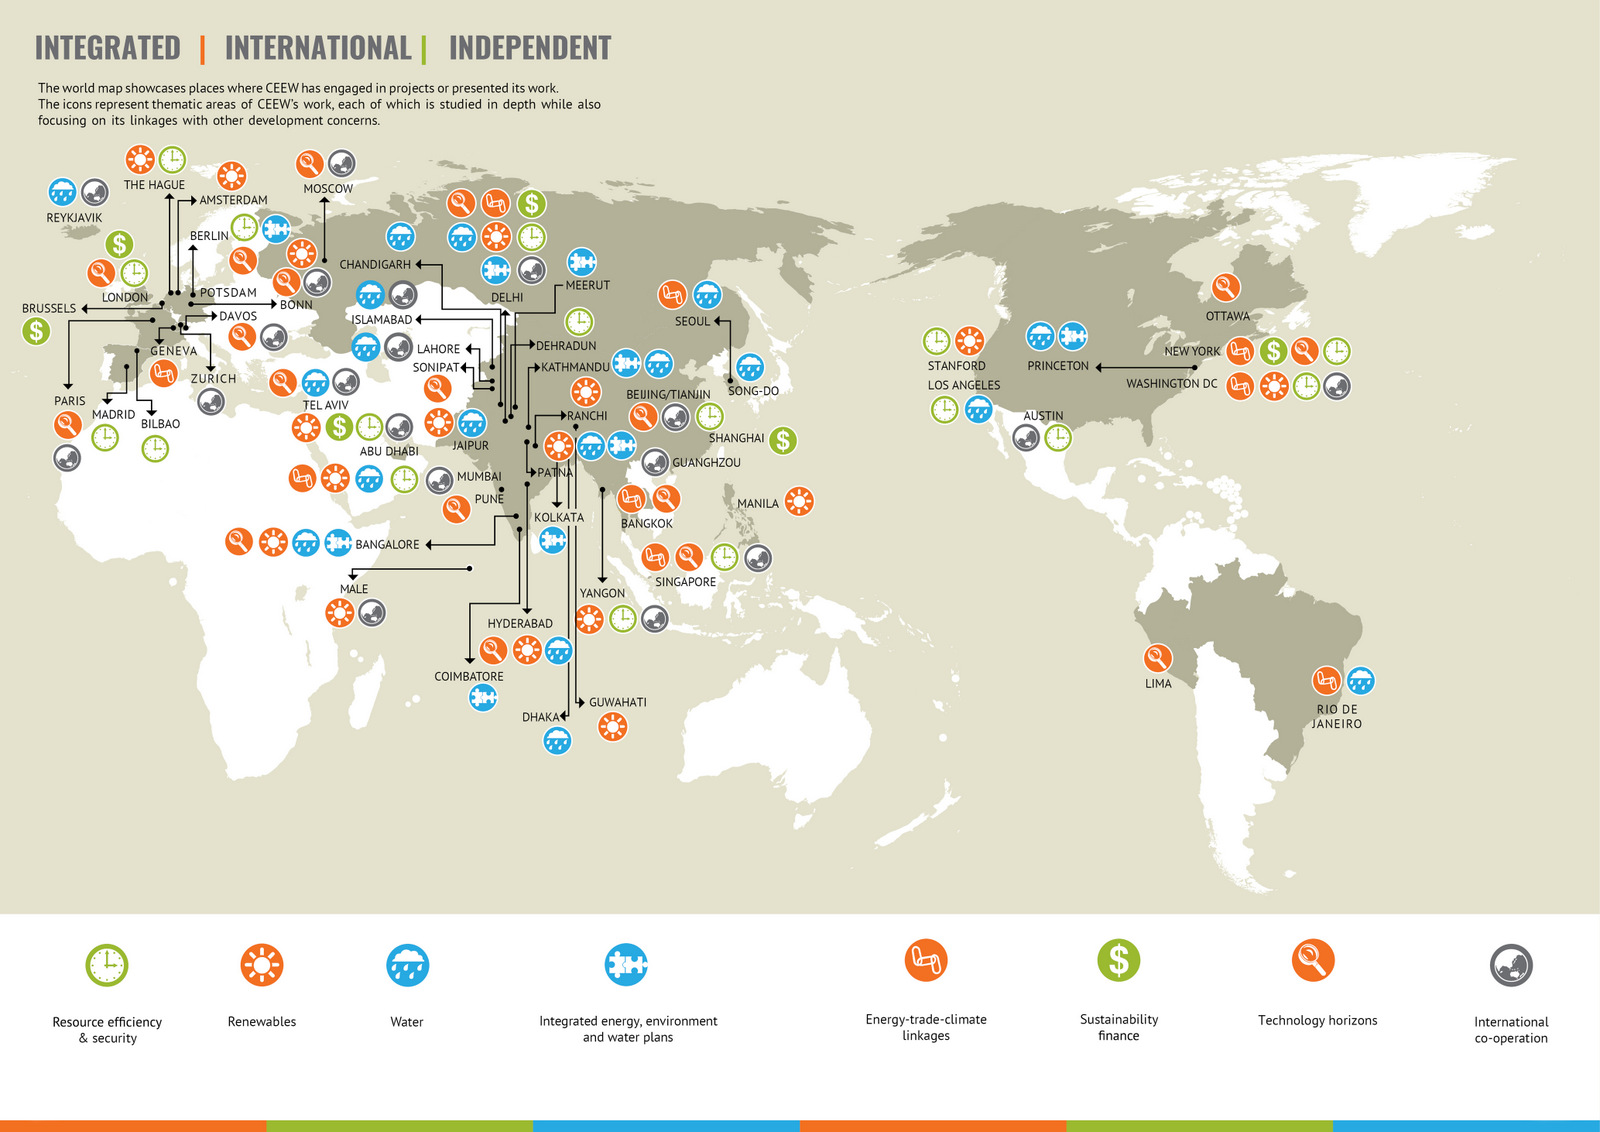 INTEGRATED | INTERNATIONAL | INDEPENDENT
The world map showcases places where CEEW has engaged in projects or presented its work.
The icons represent thematic areas of CEEW's work, each of which is studied in depth while also
focusing on its linkages with other development concerns.
THE HAGUE
MOSCOW
AMSTERDAM
REYKJAVIK
BERLIN
CHANDIGARH
DELHI
MEERUT
LONDON
POTSDAM
BONN
BRUSSELS
DAVOS
ISLAMABAD
SEOUL
OTTAWA
GENEVA
LAHORE
DEHRADUN
SONIPAT
KATHMANDU
ZURICH
STANFORD
PRINCETON
NEW YORK
WASHINGTON DC
LOS ANGELES
PARIS
MADRID
BILBAO
TEL AVIV
BEIJING/TIANJIN
SONG-DO
RANCHI
AUSTIN
JAIPUR
SHANGHAI
ABU DHABI
GUANGHZOU
PATNA
MUMBAI
PUNE
KOLKATA
BANGKOK
MANILA
BANGALORE
SINGAPORE
MALE
YANGON
HYDERABAD
COIMBATORE
LIMA
GUWAHATI
DHAKA
RIO DE
JANEIRO
$
$
$
$
$
$
$
Resource efficiency
& security
Renewables
Water
Integrated energy, environment
and water plans
Energy-trade-climate
linkages
Sustainability
finance
Technology horizons
International
co-operation